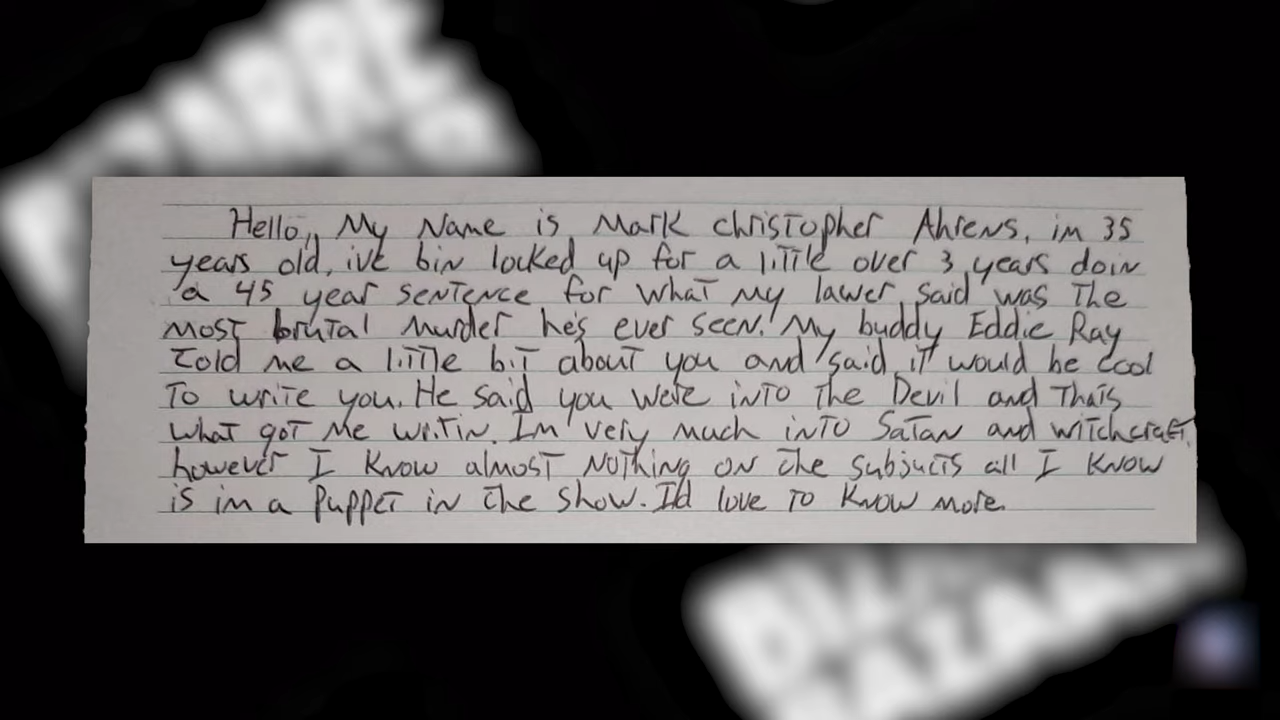 Hello, My Name is Mark christopher Ahrens, im 35
years old, ive bin locked up for a little over 3 years doin
a 45 year sentence for what my lawer said was the
most brutal murder he's ever seen! My buddy Eddie Ray
told me a little bit about you and said it would be cool
to write you. He said you were into the Devil and thats
what got me writin. Im very much into Satan and witchcraft,
however I know almost nothing on the subjucts all I know
is im a puppet in the show. I'd love to know more.